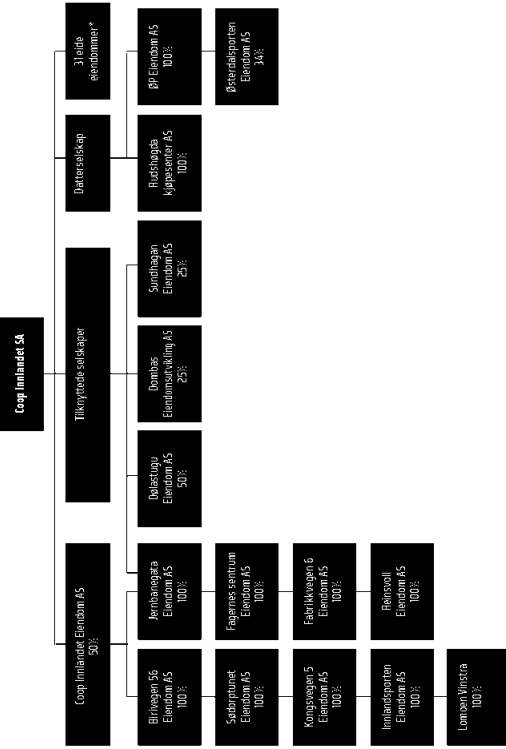 Coop Innlandet SA
Coop Innlandet Eiendom AS
50%
Tilknyttede selskaper
Datterselskap
31 eide
eiendommer*
Birivegen 56
Eiendom AS
100%
Jernbanegata
Eiendom AS
100%
Dølastugu
Eiendom AS
50%
Dombås
Eiendomsutvikling AS
25%
Sundhagan
Eiendom AS
25%
Rudshøgda
kjøpesenter AS
100%
ØP Eiendom AS
100%
Sødorptunet
Eiendom AS
100%
Fagernes sentrum
Eiendom AS
100%
Østerdalsporten
Eiendom AS
34%
Kongsvegen 5
Eiendom AS
100%
Fabrikkvegen 6
Eiendom AS
100%
Innlandsporten
Eiendom AS
100%
Reinsvoll
Eiendom AS
100%
Lomoen Vinstra
100%